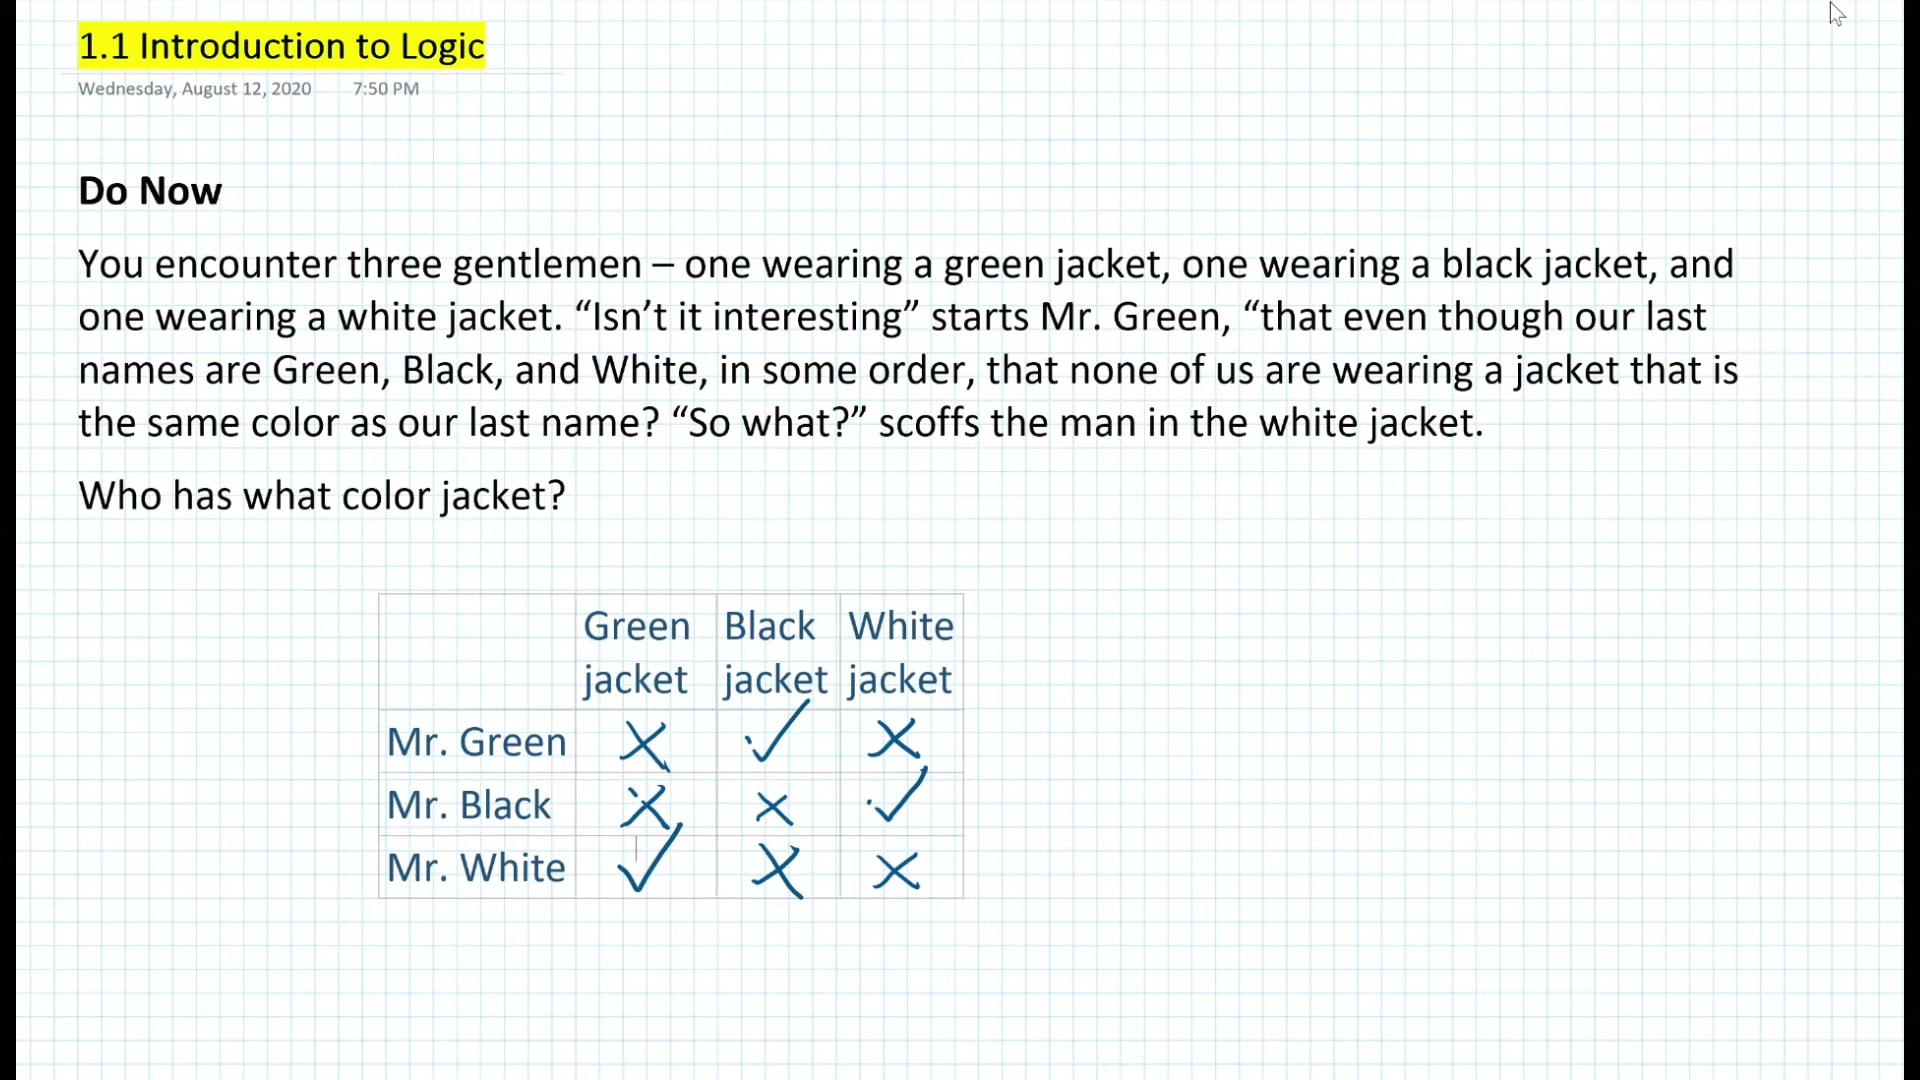 1.1 Introduction to Logic
Wednesday, August 12, 2020 7:50 PM
Do Now
You encounter three gentlemen – one wearing a green jacket, one wearing a black jacket, and
one wearing a white jacket. “Isn’t it interesting” starts Mr. Green, “that even though our last
names are Green, Black, and White, in some order, that none of us are wearing a jacket that is
the same color as our last name? “So what?” scoffs the man in the white jacket.
Who has what color jacket?
Green jacket Black jacket White jacket
Mr. Green X ✓ X
Mr. Black X X ✓
Mr. White ✓ X X